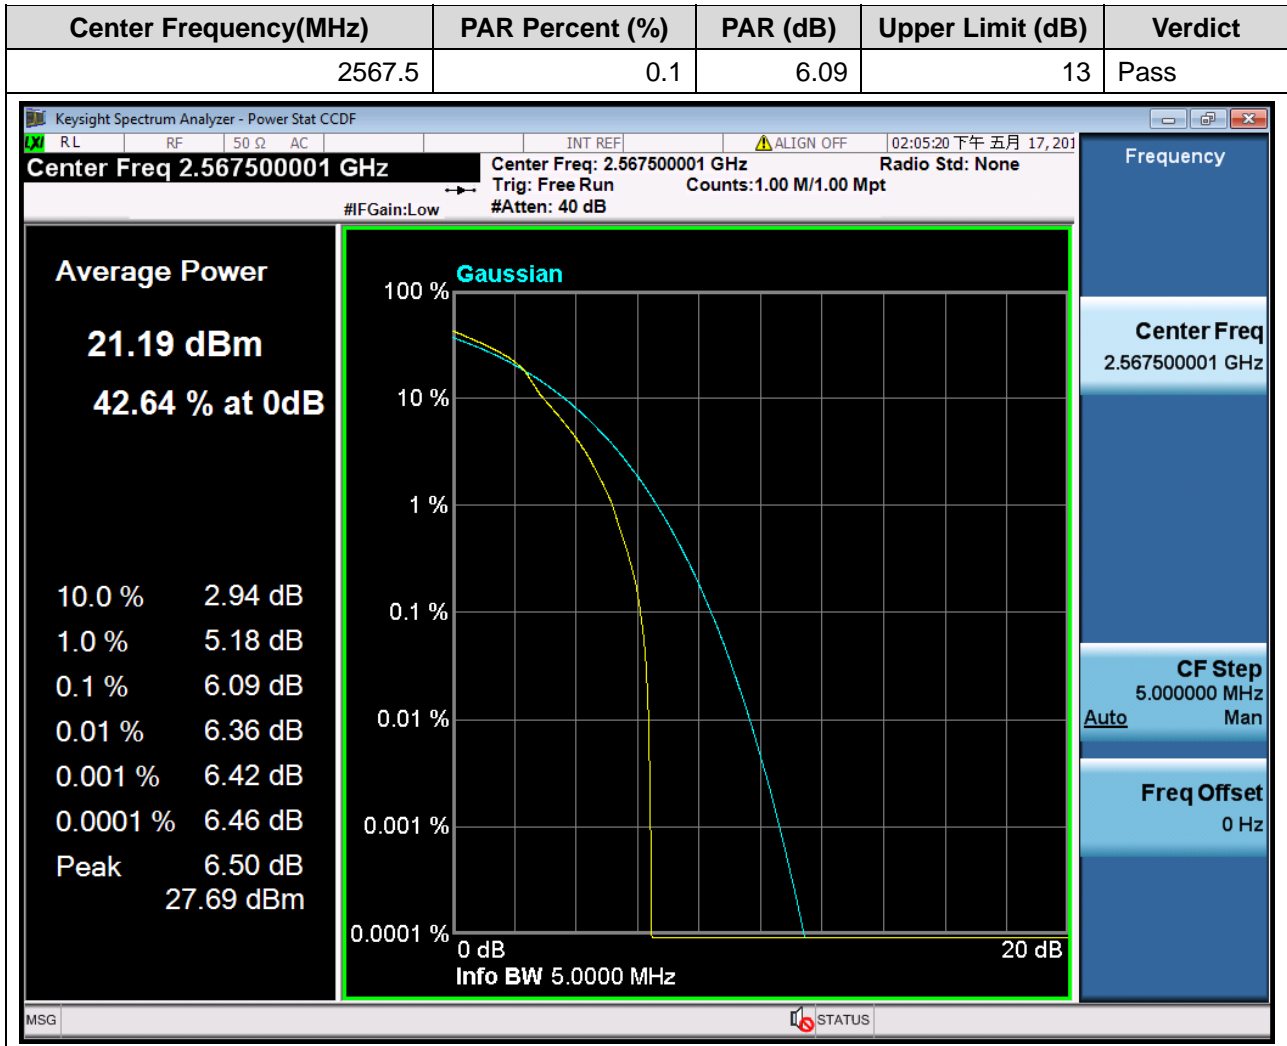 Center Frequency(MHz) PAR Percent (%) PAR (dB) Upper Limit (dB) Verdict
2567.5 0.1 6.09 13 Pass
Keysight Spectrum Analyzer - Power Stat CCDF
LXI RL RF 50 Ω AC INT REF ALIGN OFF 02:05:20 下午 五月 17, 201
Center Freq 2.567500001 GHz
#IFGain:Low
Center Freq: 2.567500001 GHz Radio Std: None
Trig: Free Run Counts:1.00 M/1.00 Mpt
#Atten: 40 dB
Average Power
21.19 dBm
42.64 % at 0dB
10.0 % 2.94 dB
1.0 % 5.18 dB
0.1 % 6.09 dB
0.01 % 6.36 dB
0.001 % 6.42 dB
0.0001 % 6.46 dB
Peak 6.50 dB
27.69 dBm
Gaussian
100 %
10 %
1 %
0.1 %
0.01 %
0.001 %
0.0001 %
0 dB 20 dB
Info BW 5.0000 MHz
Frequency
Center Freq
2.567500001 GHz
CF Step
5.000000 MHz
Auto Man
Freq Offset
0 Hz
MSG STATUS